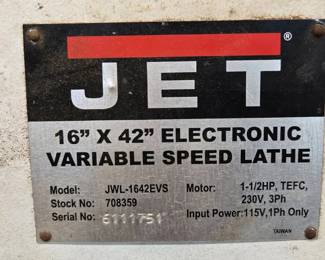 JET®
16" X 42" ELECTRONIC
VARIABLE SPEED LATHE
Model: JWL-1642EVS Motor: 1-1/2HP, TEFC,
Stock No: 708359 230V, 3Ph
Serial No: 6111751 Input Power: 115V,1Ph Only
TAIWAN